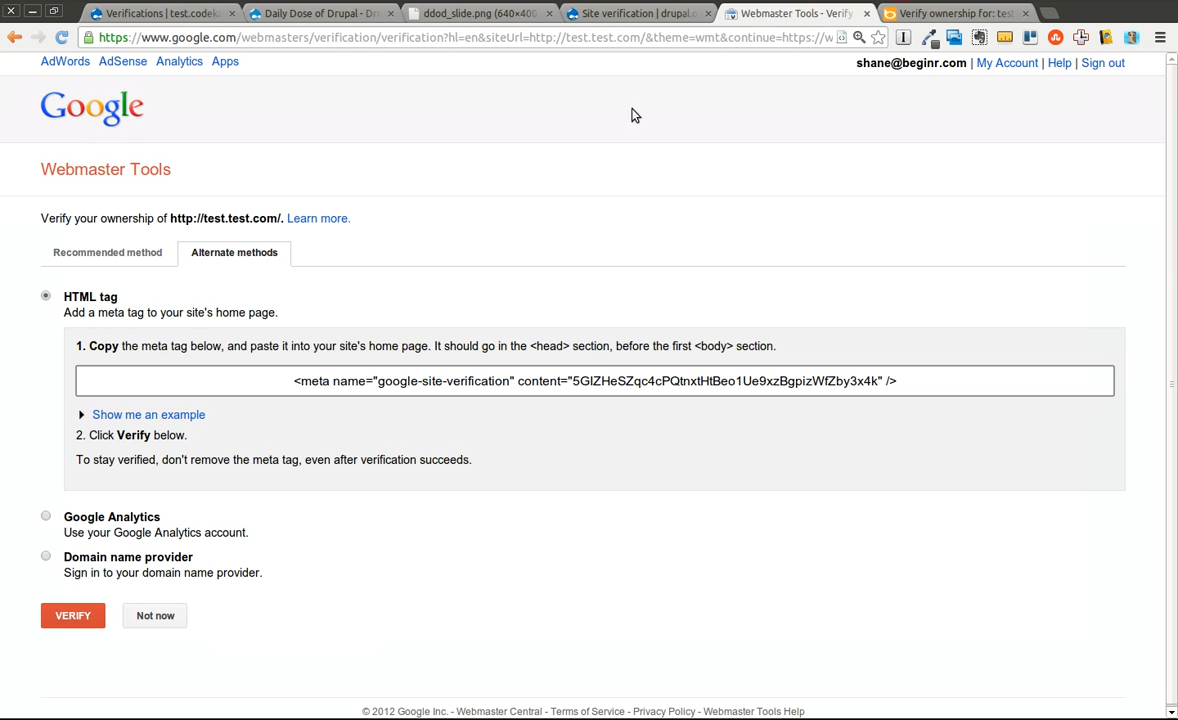 Verifications | test.codek
Daily Dose of Drupal - Dr
ddod_slide.png (640×400
Site verification | drupal.o
Webmaster Tools - Verify
Verify ownership for: test
https://www.google.com/webmasters/verification/verification?hl=en&siteUrl=http://test.test.com/&theme=wmt&continue=https://w
AdWords AdSense Analytics Apps
shane@beginr.com | My Account | Help | Sign out
Google
Webmaster Tools
Verify your ownership of http://test.test.com/. Learn more.
Recommended method
Alternate methods
HTML tag
Add a meta tag to your site's home page.
1. Copy the meta tag below, and paste it into your site's home page. It should go in the <head> section, before the first <body> section.
<meta name="google-site-verification" content="5GIZHeSZqc4cPQtnxtHtBeo1Ue9xzBgpizWfZby3x4k" />
Show me an example
2. Click Verify below.
To stay verified, don't remove the meta tag, even after verification succeeds.
Google Analytics
Use your Google Analytics account.
Domain name provider
Sign in to your domain name provider.
VERIFY
Not now
© 2012 Google Inc. - Webmaster Central - Terms of Service - Privacy Policy - Webmaster Tools Help